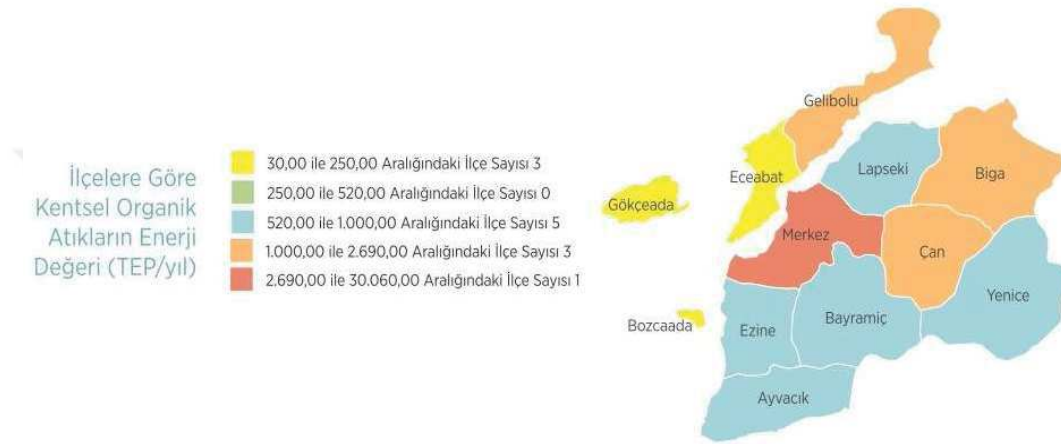 İlçelere Göre
Kentsel Organik
Atıkların Enerji
Değeri (TEP/yıl)
30,00 ile 250,00 Aralığındaki İlçe Sayısı 3
250,00 ile 520,00 Aralığındaki İlçe Sayısı 0
520,00 ile 1.000,00 Aralığındaki İlçe Sayısı 5
1.000,00 ile 2.690,00 Aralığındaki İlçe Sayısı 3
2.690,00 ile 30.060,00 Aralığındaki İlçe Sayısı 1
Gelibolu
Eceabat
Lapseki
Biga
Gökçeada
Merkez
Çan
Yenice
Bozcaada
Ezine
Bayramiç
Ayvacık